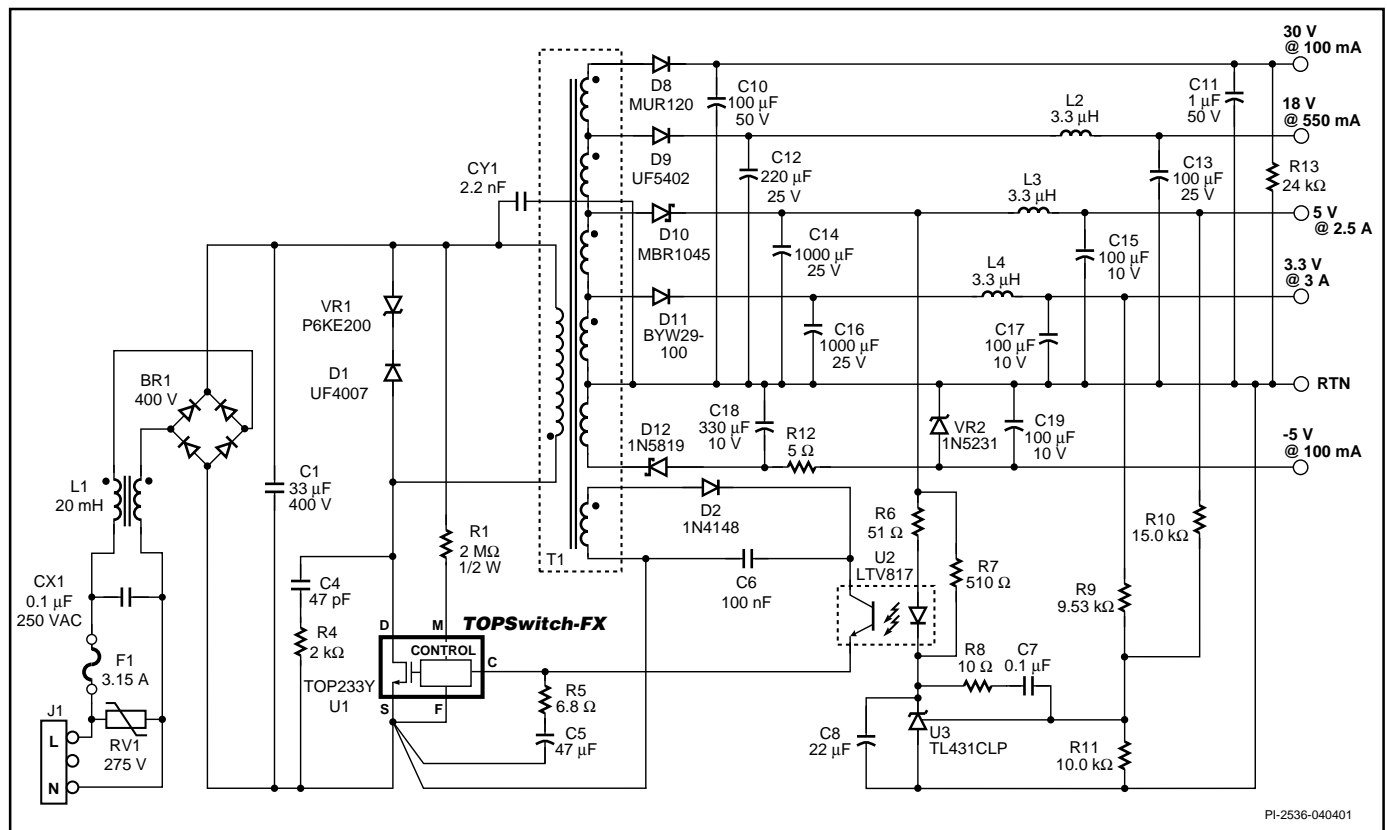 30 V
@ 100 mA
D8
MUR120
C10
100 µF
50 V
C11
1 µF
50 V
L2
3.3 µH
18 V
@ 550 mA
D9
UF5402
C12
220 µF
25 V
C13
100 µF
25 V
R13
24 kΩ
CY1
2.2 nF
L3
3.3 µH
5 V
@ 2.5 A
D10
MBR1045
C14
1000 µF
25 V
C15
100 µF
10 V
L4
3.3 µH
3.3 V
@ 3 A
VR1
P6KE200
D11
BYW29-
100
C16
1000 µF
25 V
C17
100 µF
10 V
D1
UF4007
BR1
400 V
RTN
C18
330 µF
10 V
D12
1N5819
R12
5 Ω
VR2
1N5231
C19
100 µF
10 V
-5 V
@ 100 mA
L1
20 mH
C1
33 µF
400 V
D2
1N4148
R1
2 MΩ
1/2 W
T1
C6
100 nF
R6
51 Ω
U2
LTV817
R7
510 Ω
R10
15.0 kΩ
R9
9.53 kΩ
CX1
0.1 µF
250 VAC
C4
47 pF
R4
2 kΩ
TOPSwitch-FX
D
M
CONTROL
C
TOP233Y
U1
S
F
R5
6.8 Ω
C5
47 µF
R8
10 Ω
C7
0.1 µF
F1
3.15 A
J1
L
N
RV1
275 V
C8
22 µF
U3
TL431CLP
R11
10.0 kΩ
PI-2536-040401